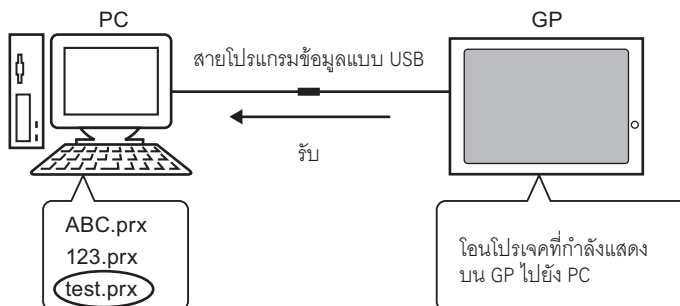 PC
GP
สายโปรแกรมข้อมูลแบบ USB
รับ
ABC.prx
123.prx
test.prx
โอนโปรเจคที่กำลังแสดง
บน GP ไปยัง PC